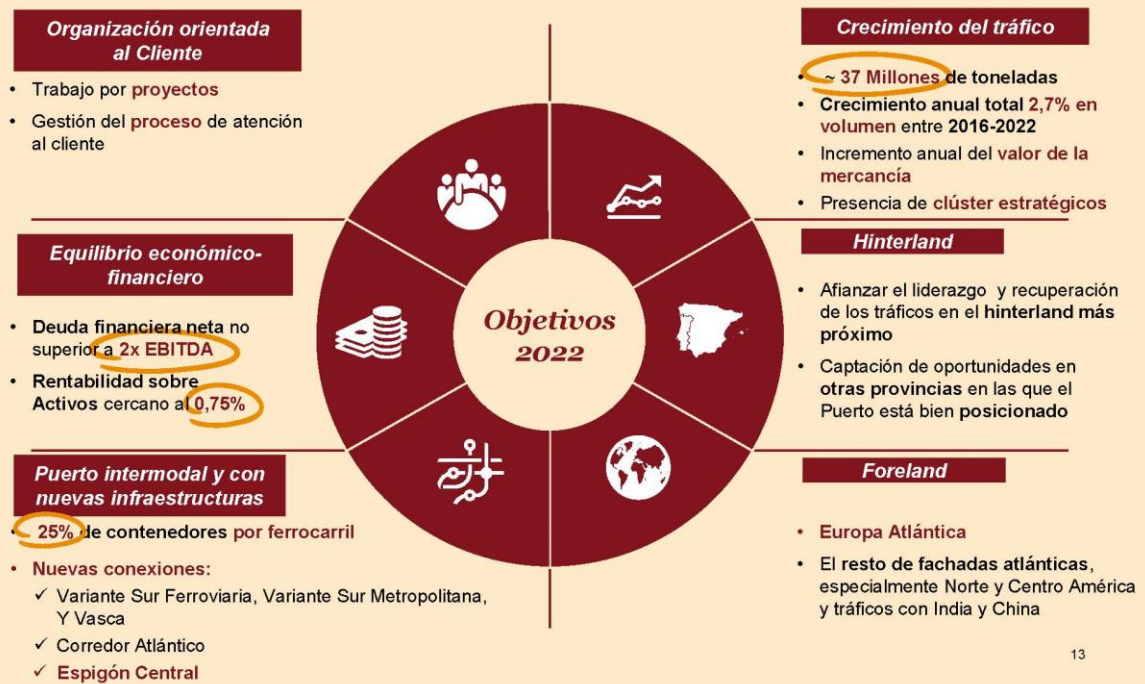 Organización orientada
al Cliente
• Trabajo por proyectos
• Gestión del proceso de atención
al cliente
Equilibrio económico-
financiero
• Deuda financiera neta no
superior a 2x EBITDA
• Rentabilidad sobre
Activos cercano al 0,75%
Puerto intermodal y con
nuevas infraestructuras
• 25% de contenedores por ferrocarril
• Nuevas conexiones:
✓ Variante Sur Ferroviaria, Variante Sur Metropolitana,
Y Vasca
✓ Corredor Atlántico
✓ Espigón Central
Objetivos
2022
Crecimiento del tráfico
• ~ 37 Millones de toneladas
• Crecimiento anual total 2,7% en
volumen entre 2016-2022
• Incremento anual del valor de la
mercancía
• Presencia de clúster estratégicos
Hinterland
• Afianzar el liderazgo y recuperación
de los tráficos en el hinterland más
próximo
• Captación de oportunidades en
otras provincias en las que el
Puerto está bien posicionado
Foreland
• Europa Atlántica
• El resto de fachadas atlánticas,
especialmente Norte y Centro América
y tráficos con India y China
13